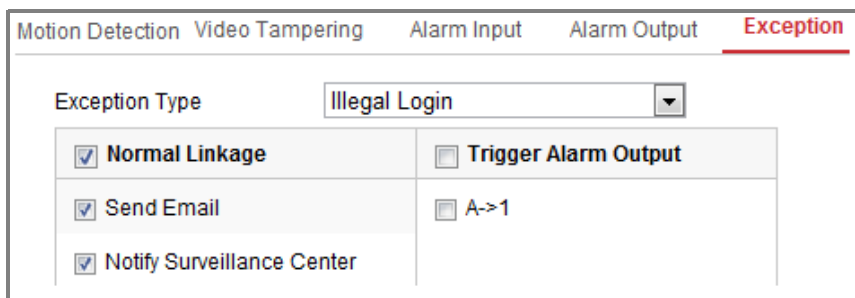 Motion Detection Video Tampering Alarm Input Alarm Output Exception
Exception Type Illegal Login
Normal Linkage Trigger Alarm Output
Send Email A->1
Notify Surveillance Center